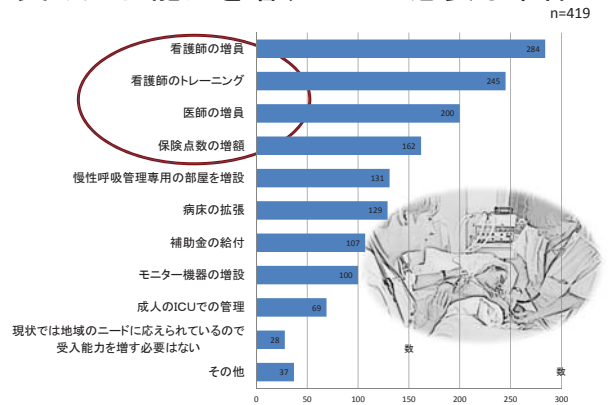 n=419
看護師の増員 284
看護師のトレーニング 245
医師の増員 200
保険点数の増額 162
慢性呼吸管理専用の部屋を増設 131
病床の拡張 129
補助金の給付 107
モニター機器の増設 100
成人のICUでの管理 69
現状では地域のニードに応えられているので
受入能力を増す必要はない 28
数
その他 37
数
0 50 100 150 200 250 300